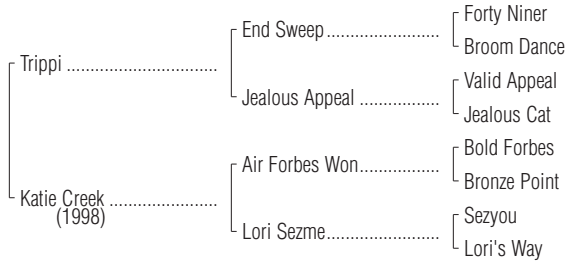 Forty Niner
End Sweep..........................
Broom Dance
Trippi ...................................
Valid Appeal
Jealous Appeal ..................
Jealous Cat
Bold Forbes
Air Forbes Won..................
Bronze Point
Katie Creek .........................
(1998)
Sezyou
Lori Sezme..........................
Lori's Way